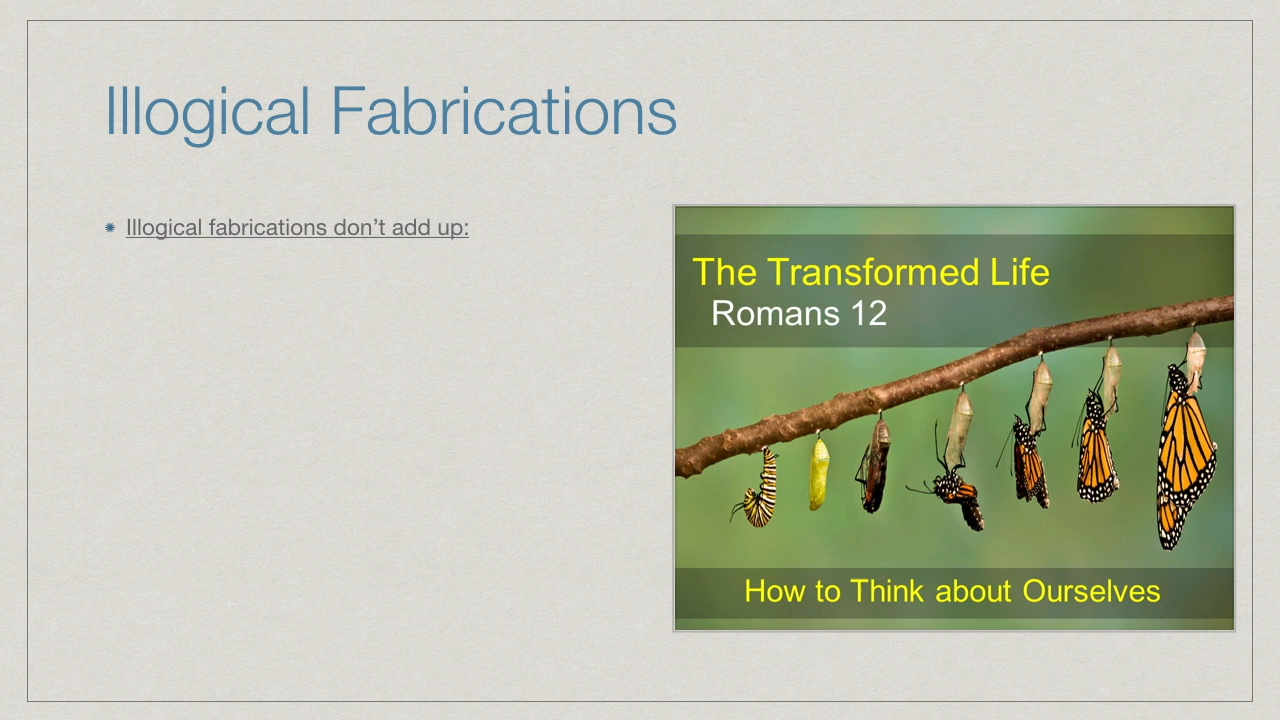 Illogical Fabrications
Illogical fabrications don’t add up:
The Transformed Life
Romans 12
How to Think about Ourselves